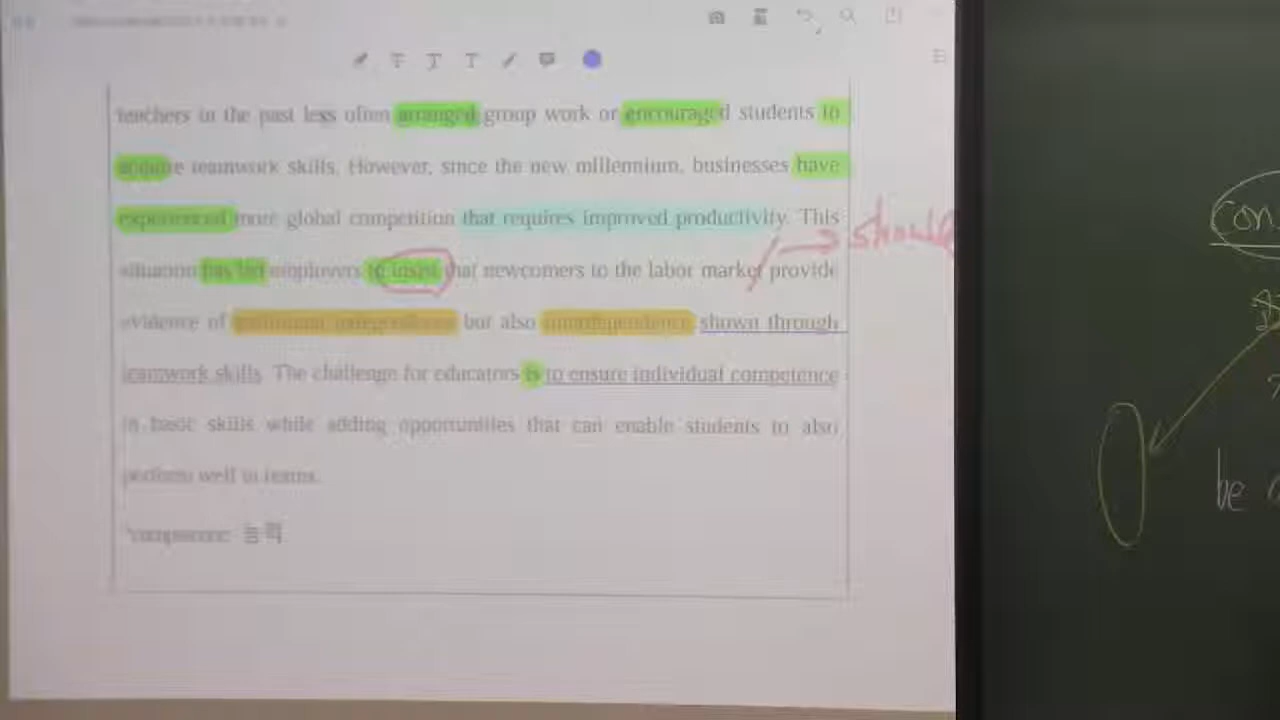 teachers in the past less often arranged group work or encouraged students to
acquire teamwork skills. However, since the new millennium, businesses have
experienced more global competition that requires improved productivity. This
situation has led employers to insist that newcomers to the labor market provide
should
evidence of but also interdependence shown through
teamwork skills. The challenge for educators is to ensure individual competence
in basic skills while adding opportunities that can enable students to also
perform well in teams.
*competence: 능력
con
be